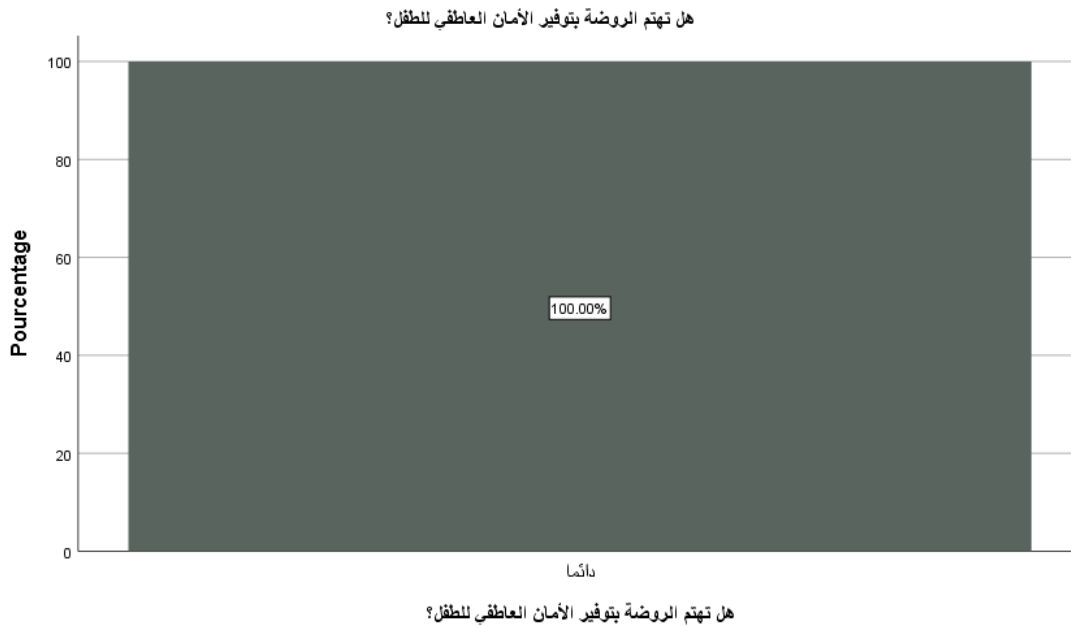 هل تهتم الروضة بتوفير الأمان العاطفي للطفل؟
100
80
60
40
20
0
Pourcentage
100.00%
دائما
هل تهتم الروضة بتوفير الأمان العاطفي للطفل؟